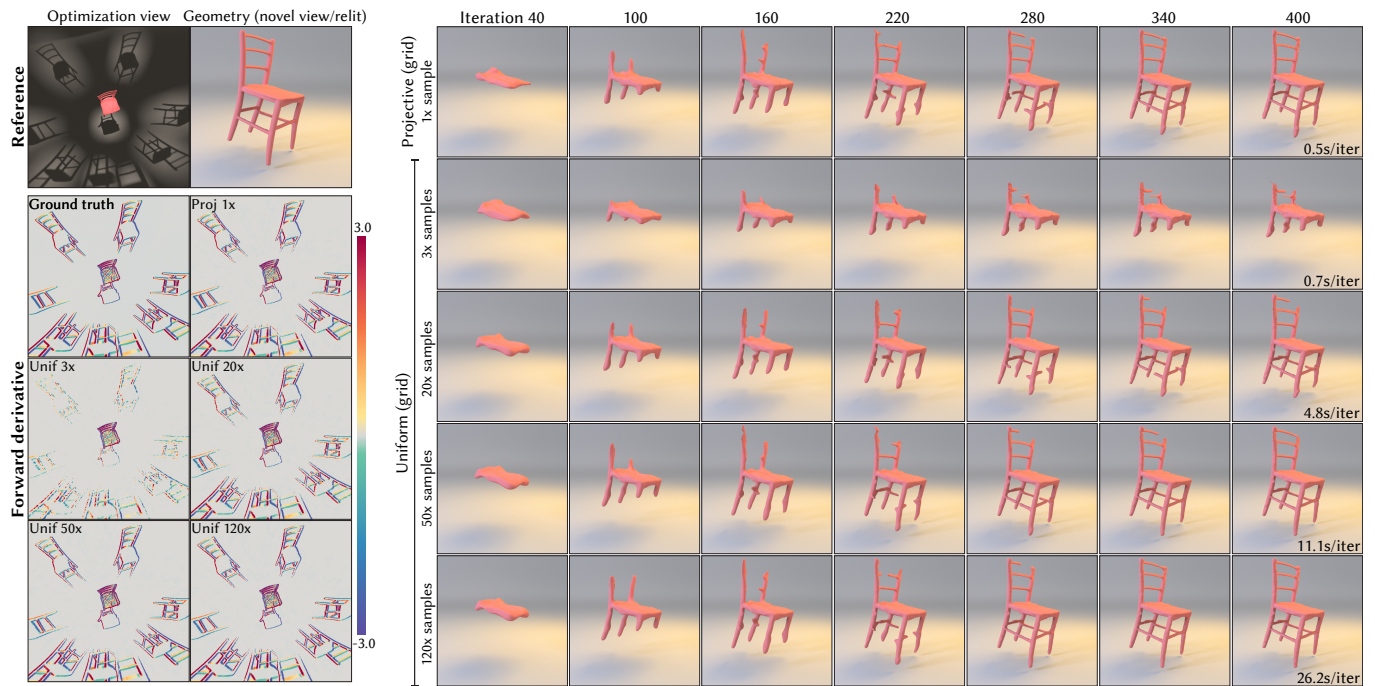 Optimization view
Geometry (novel view/relit)
Reference
Forward derivative
Ground truth
Proj 1x
Unif 3x
Unif 20x
Unif 50x
Unif 120x
3.0
-3.0
Iteration 40
100
160
220
280
340
400
Projective (grid)
1x sample
0.5s/iter
Uniform (grid)
3x samples
0.7s/iter
20x samples
4.8s/iter
50x samples
11.1s/iter
120x samples
26.2s/iter